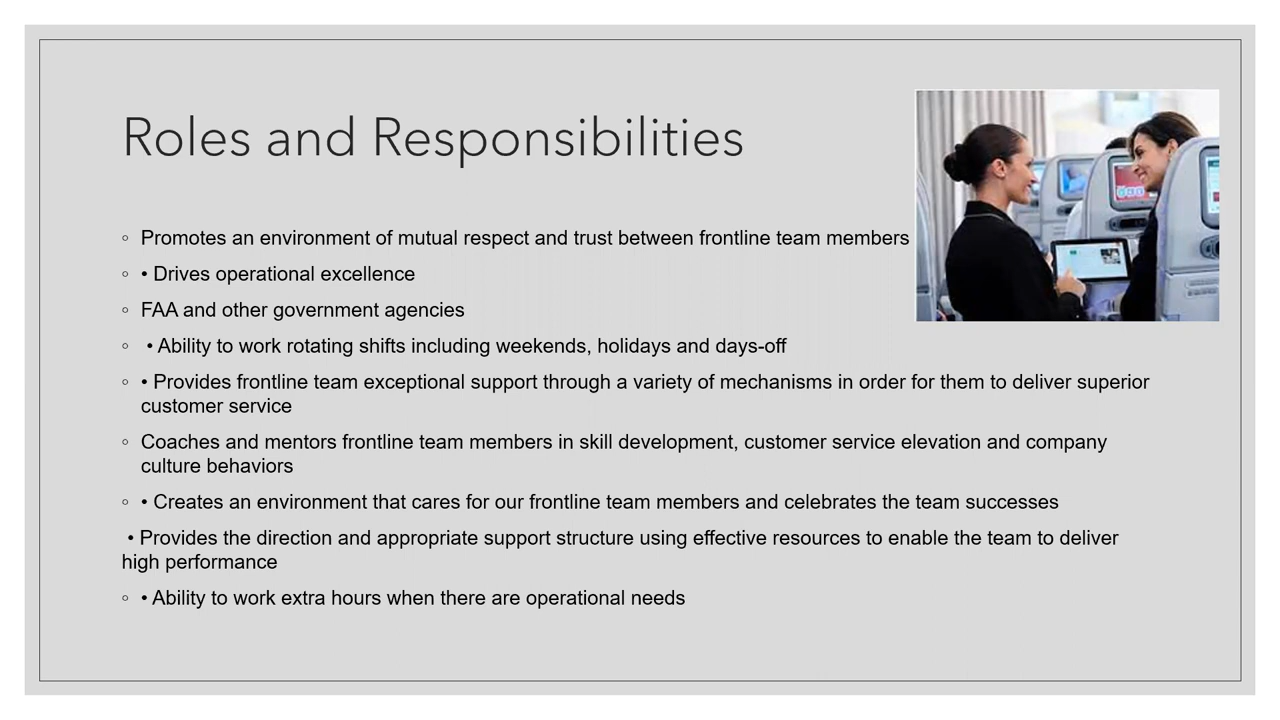 Roles and Responsibilities
◦ Promotes an environment of mutual respect and trust between frontline team members
◦ • Drives operational excellence
◦ FAA and other government agencies
◦ • Ability to work rotating shifts including weekends, holidays and days-off
◦ • Provides frontline team exceptional support through a variety of mechanisms in order for them to deliver superior
customer service
◦ Coaches and mentors frontline team members in skill development, customer service elevation and company
culture behaviors
◦ • Creates an environment that cares for our frontline team members and celebrates the team successes
• Provides the direction and appropriate support structure using effective resources to enable the team to deliver
high performance
◦ • Ability to work extra hours when there are operational needs